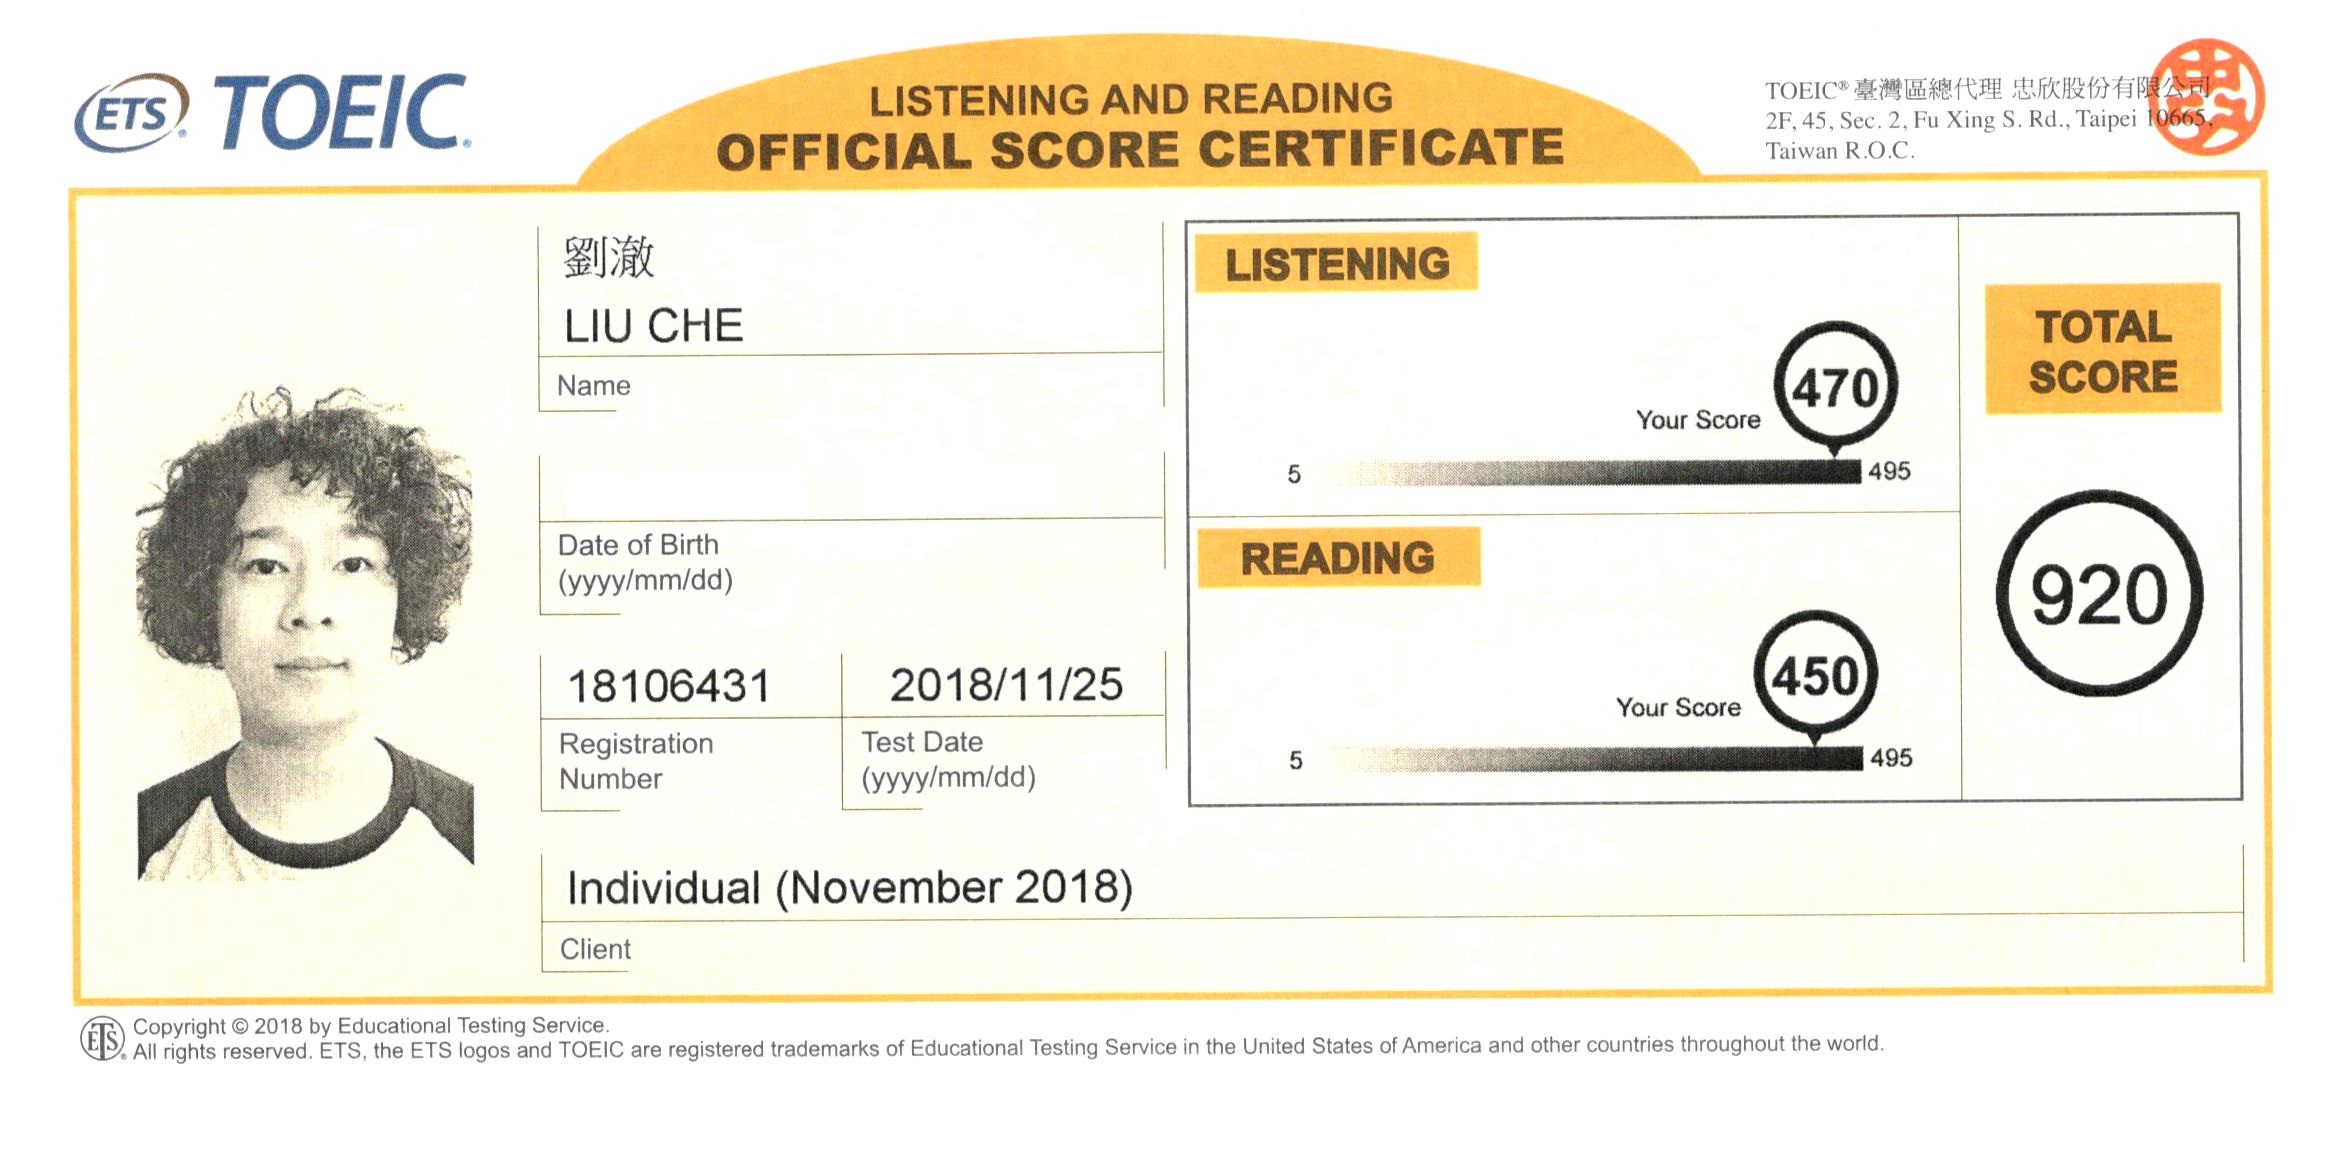 ETS® TOEIC®
LISTENING AND READING
OFFICIAL SCORE CERTIFICATE
TOEIC® 臺灣區總代理 忠欣股份有限公司
2F, 45, Sec. 2, Fu Xing S. Rd., Taipei 10665,
Taiwan R.O.C.
劉澈
LIU CHE
Name
Date of Birth
(yyyy/mm/dd)
18106431
Registration
Number
2018/11/25
Test Date
(yyyy/mm/dd)
Individual (November 2018)
Client
LISTENING
Your Score 470
5 495
READING
Your Score 450
5 495
TOTAL
SCORE
920
ETS® Copyright © 2018 by Educational Testing Service.
All rights reserved. ETS, the ETS logos and TOEIC are registered trademarks of Educational Testing Service in the United States of America and other countries throughout the world.